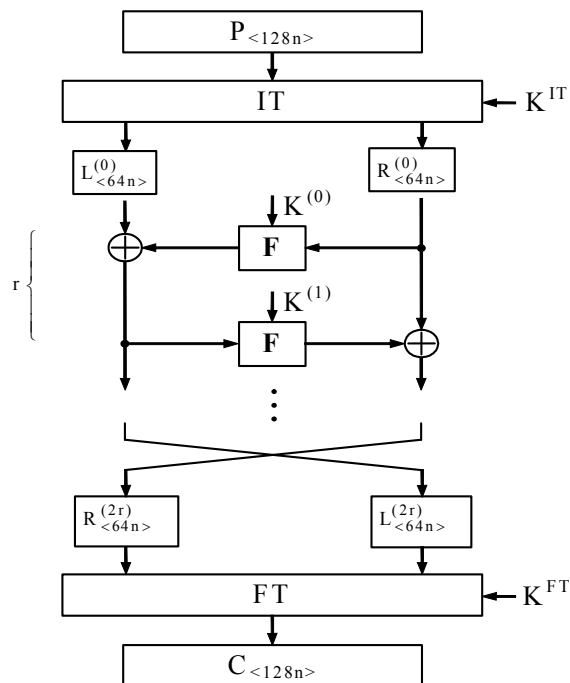 P<128n>
IT
K^IT
L^(0)<64n>
R^(0)<64n>
K^(0)
F
r
K^(1)
F
R^(2r)<64n>
L^(2r)<64n>
FT
K^FT
C<128n>